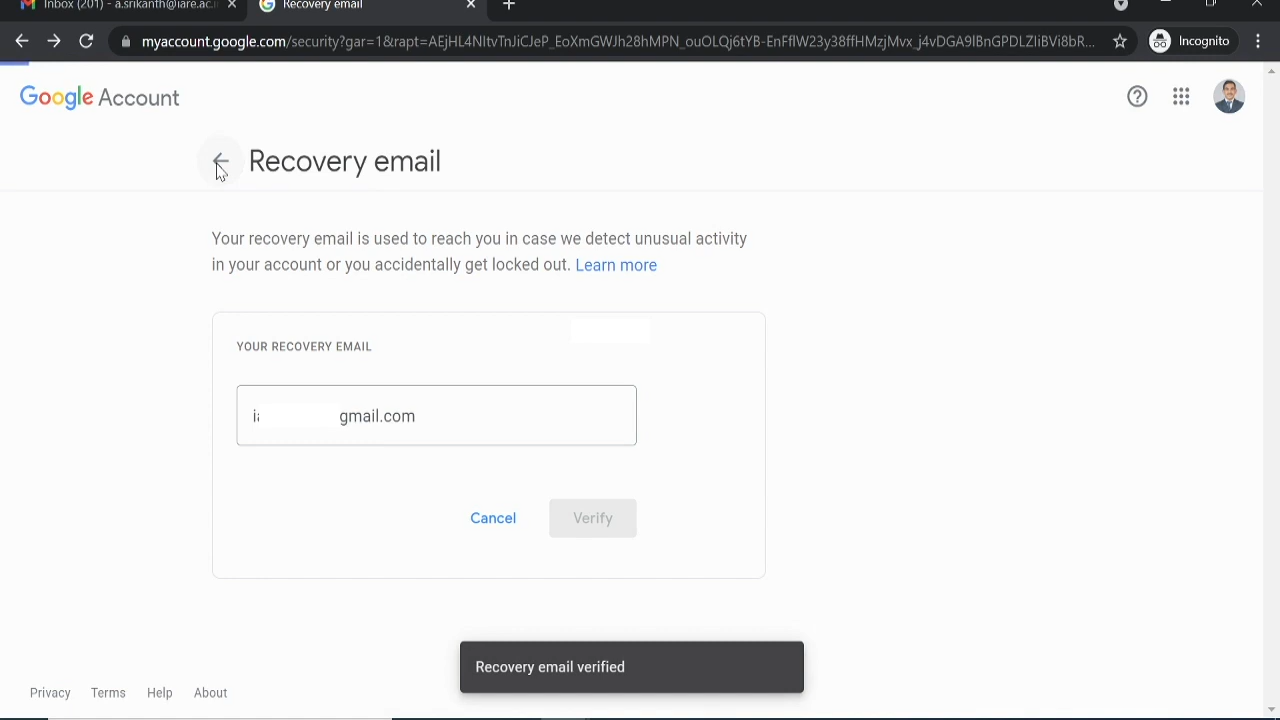 Inbox (201) - a.srikanth@iare.ac.i
Recovery email
myaccount.google.com/security?gar=1&rapt=AEjHL4NItvTnJiCJeP_EoXmGWJh28hMPN_ouOLQj6tYB-EnFflW23y38ffHMzjMvx_j4vDGA9lBnGPDLZIiBVi8bR...
Incognito
Google Account
Recovery email
Your recovery email is used to reach you in case we detect unusual activity
in your account or you accidentally get locked out. Learn more
YOUR RECOVERY EMAIL
gmail.com
Cancel
Verify
Recovery email verified
Privacy
Terms
Help
About